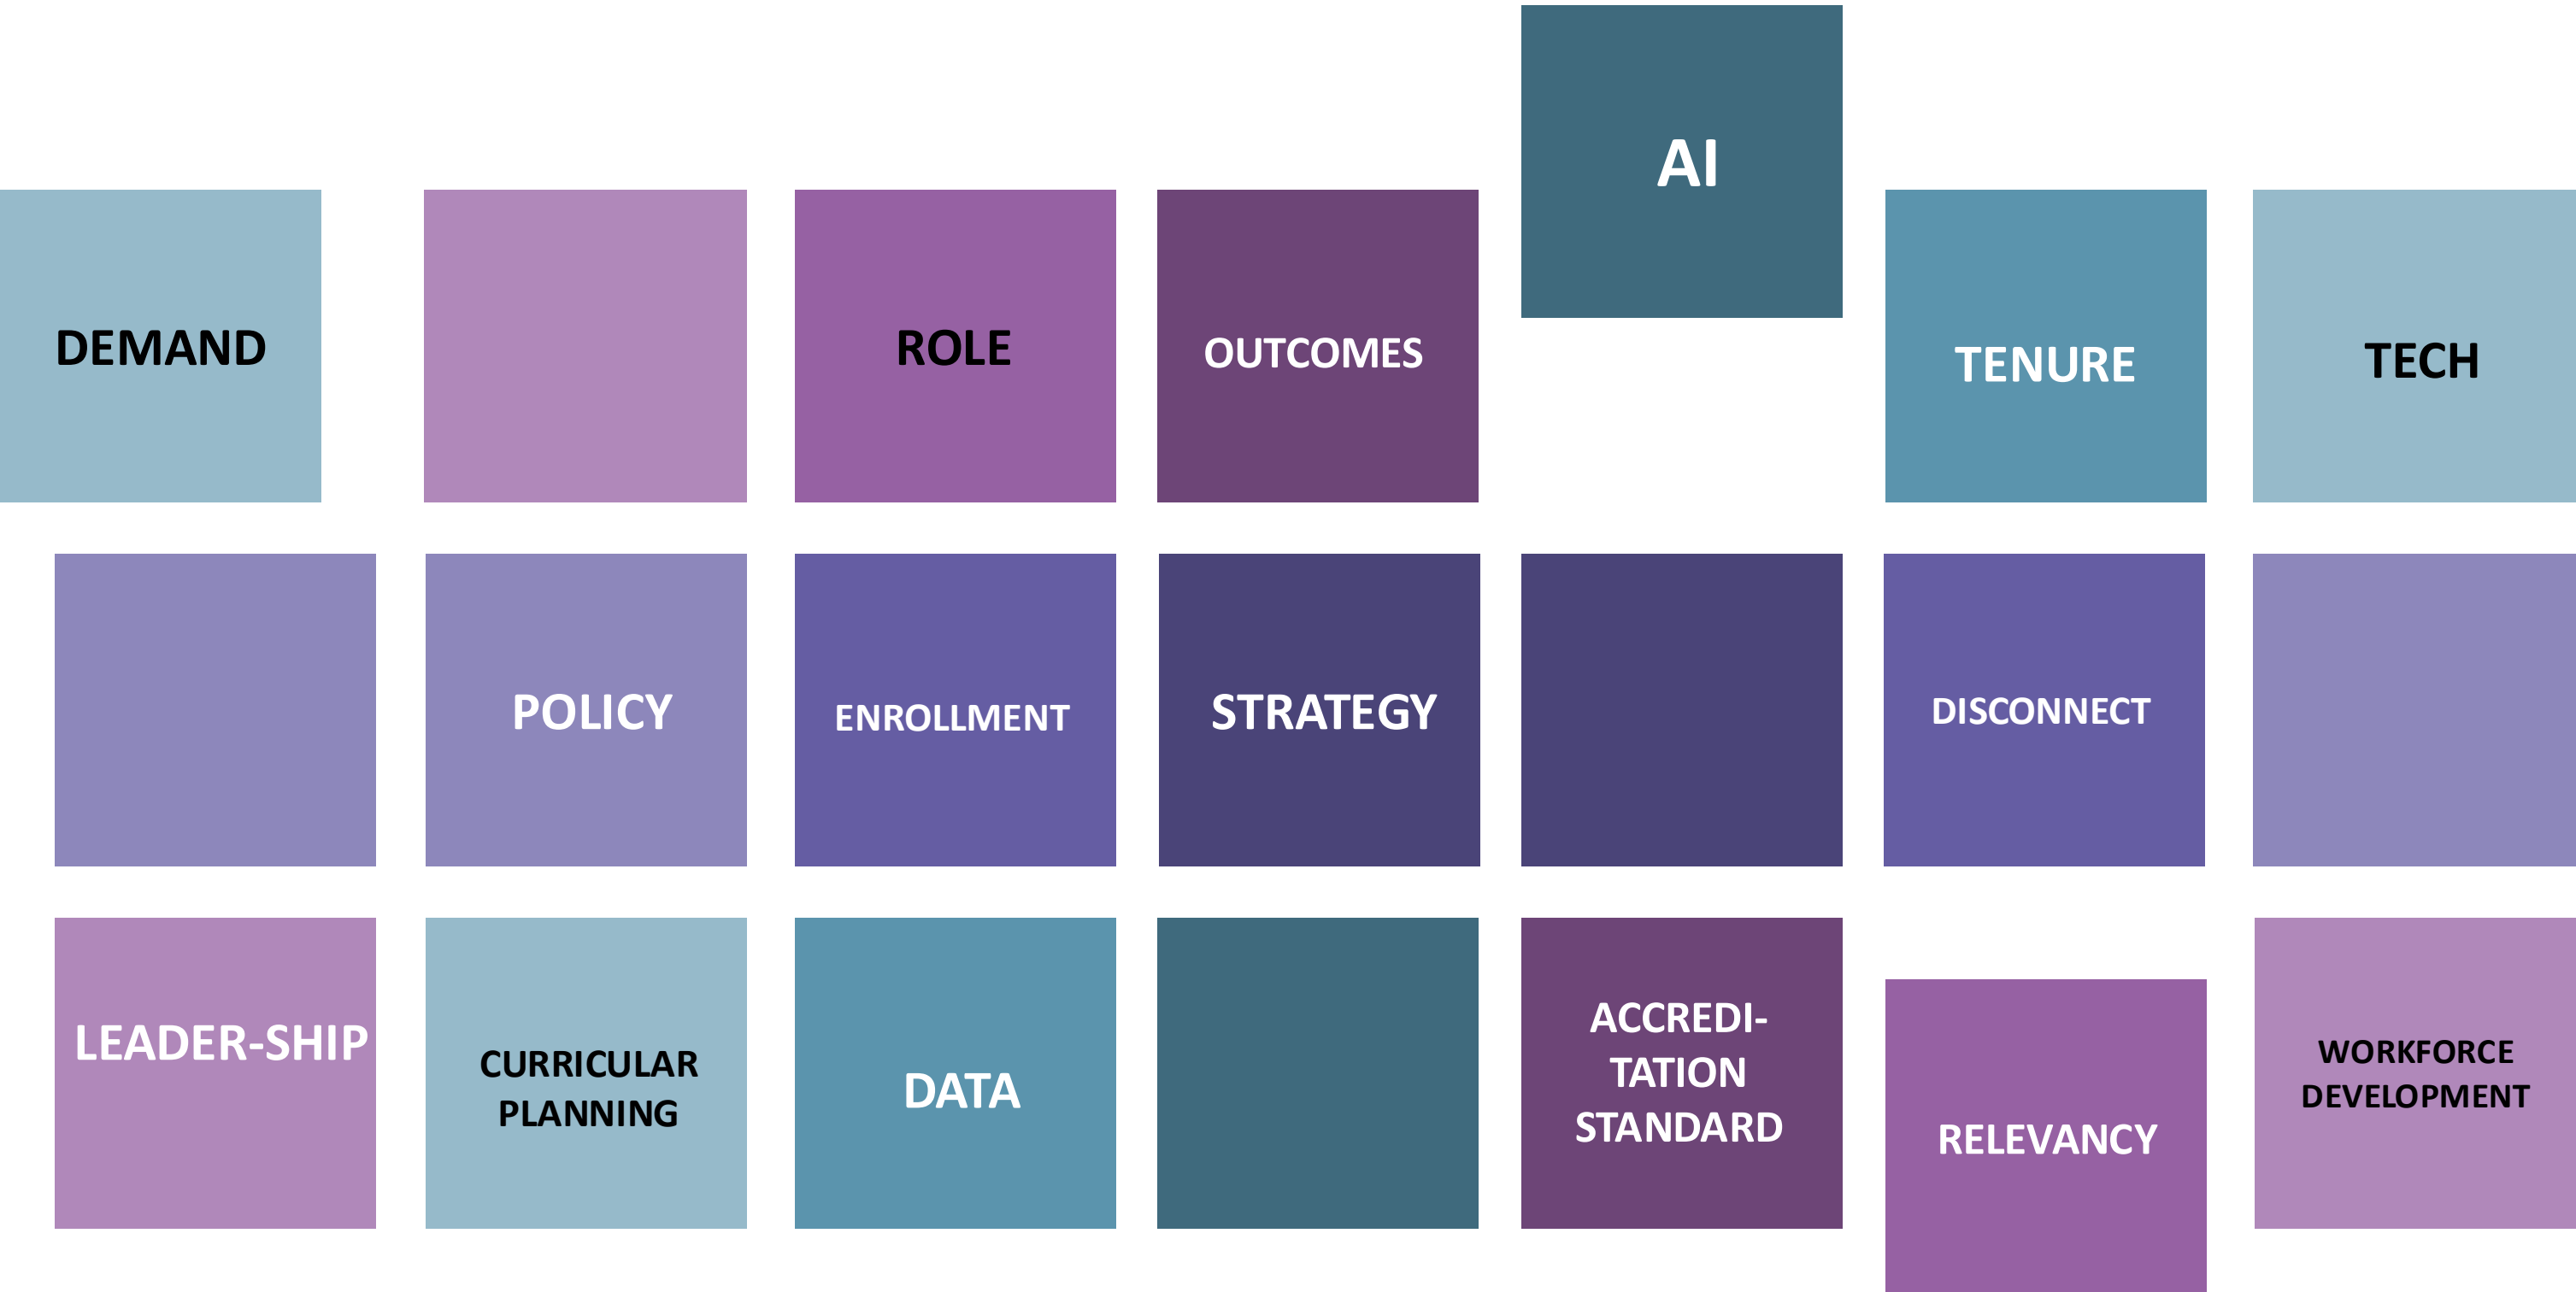 AI
DEMAND
ROLE
OUTCOMES
TENURE
TECH
POLICY
ENROLLMENT
STRATEGY
DISCONNECT
LEADER-SHIP
CURRICULAR
PLANNING
DATA
ACCREDI-
TATION
STANDARD
RELEVANCY
WORKFORCE
DEVELOPMENT